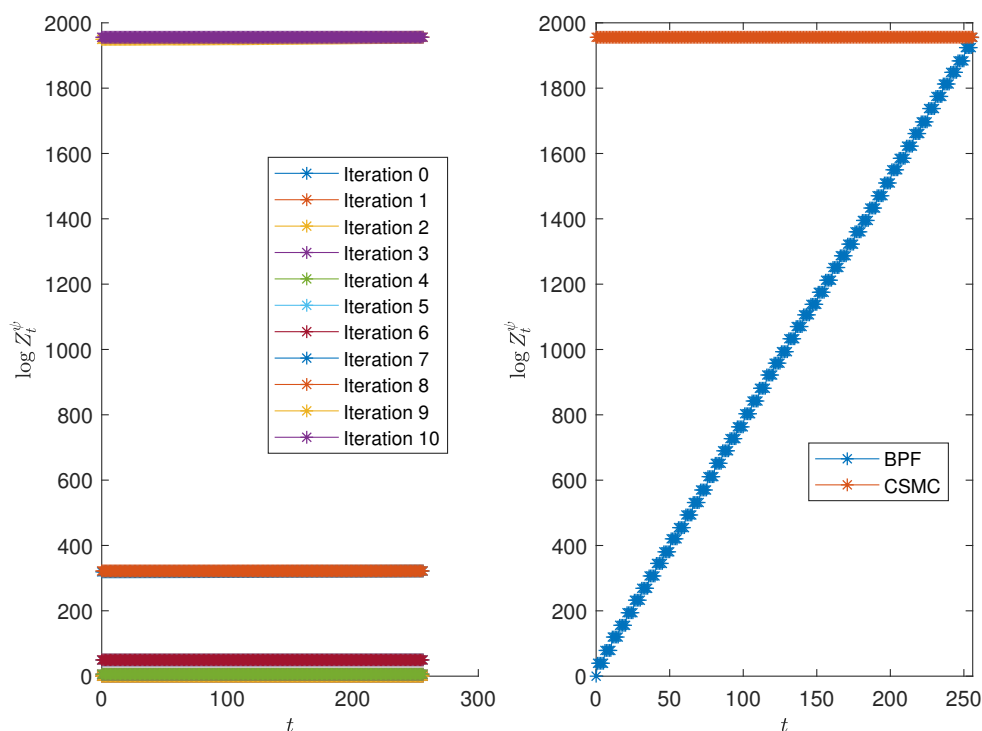 2000
1800
1600
1400
1200
1000
800
600
400
200
0
log Z_t^ψ
0
100
200
300
t
Iteration 0
Iteration 1
Iteration 2
Iteration 3
Iteration 4
Iteration 5
Iteration 6
Iteration 7
Iteration 8
Iteration 9
Iteration 10
2000
1800
1600
1400
1200
1000
800
600
400
200
0
log Z_t^ψ
0
50
100
150
200
250
t
BPF
CSMC